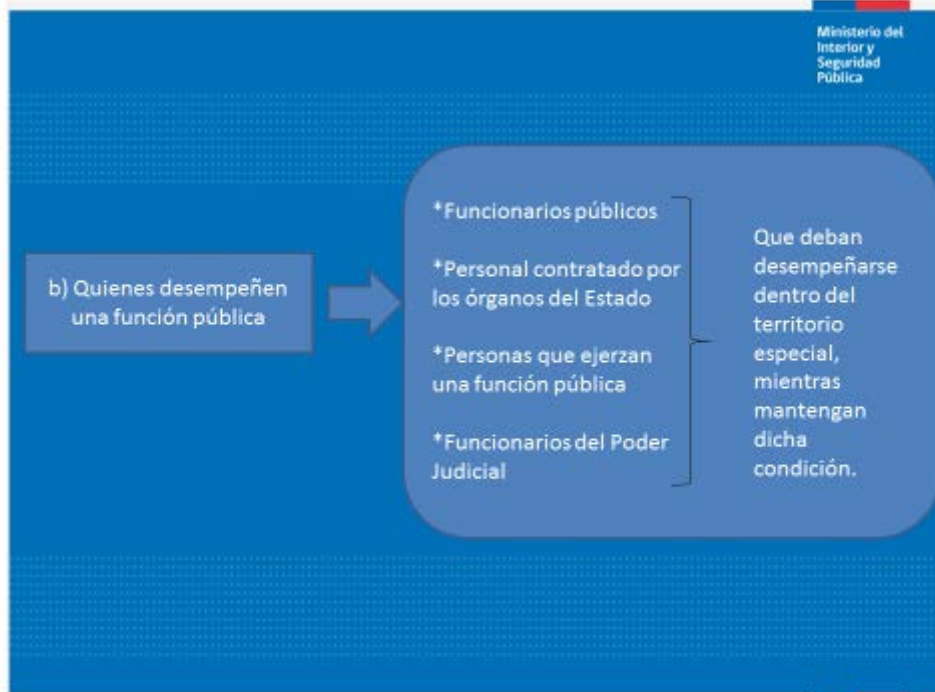 Ministerio del
Interior y
Seguridad
Pública
b) Quienes desempeñen
una función pública
*Funcionarios públicos
*Personal contratado por
los órganos del Estado
*Personas que ejerzan
una función pública
*Funcionarios del Poder
Judicial
Que deban
desempeñarse
dentro del
territorio
especial,
mientras
mantengan
dicha
condición.